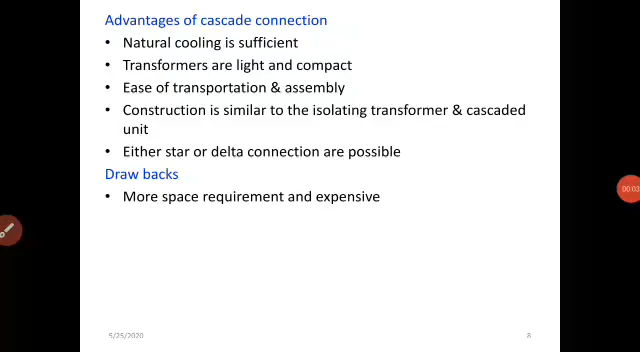 Advantages of cascade connection
• Natural cooling is sufficient
• Transformers are light and compact
• Ease of transportation & assembly
• Construction is similar to the isolating transformer & cascaded
unit
• Either star or delta connection are possible
Draw backs
• More space requirement and expensive
00:03
5/25/2020
8